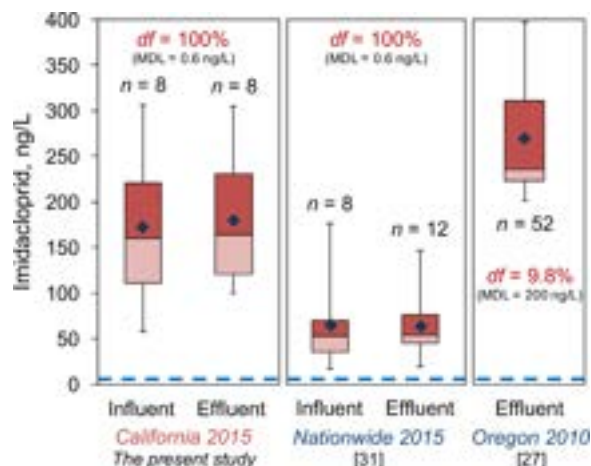 400
350
300
250
200
150
100
50
0
Imidacloprid, ng/L
df = 100%
(MDL = 0.6 ng/L)
n = 8
n = 8
df = 100%
(MDL = 0.6 ng/L)
n = 8
n = 12
n = 52
df = 9.8%
(MDL = 200 ng/L)
Influent Effluent
California 2015
The present study
Influent Effluent
Nationwide 2015
[31]
Effluent
Oregon 2010
[27]